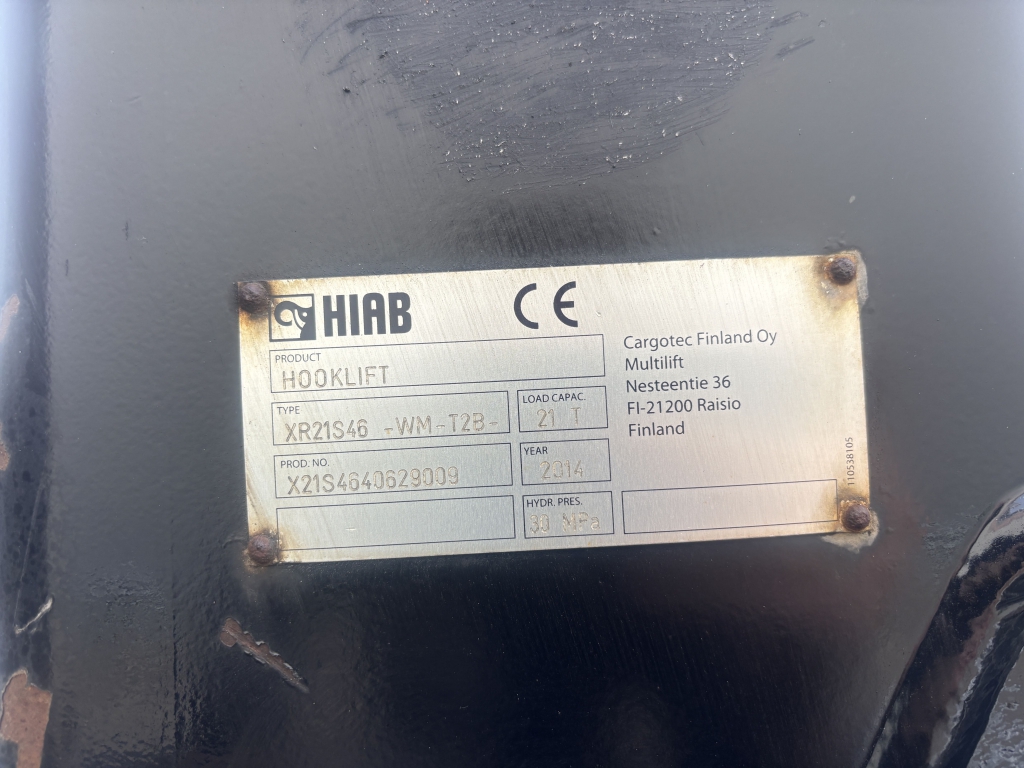 HIAB CE
PRODUCT
HOOKLIFT
TYPE
XR21S46 -WM-T2B-
LOAD CAPAC.
21 T
PROD. NO.
X21S4640629009
YEAR
2014
-
HYDR. PRES.
30 MPa
Cargotec Finland Oy
Multilift
Nesteentie 36
FI-21200 Raisio
Finland
110538105